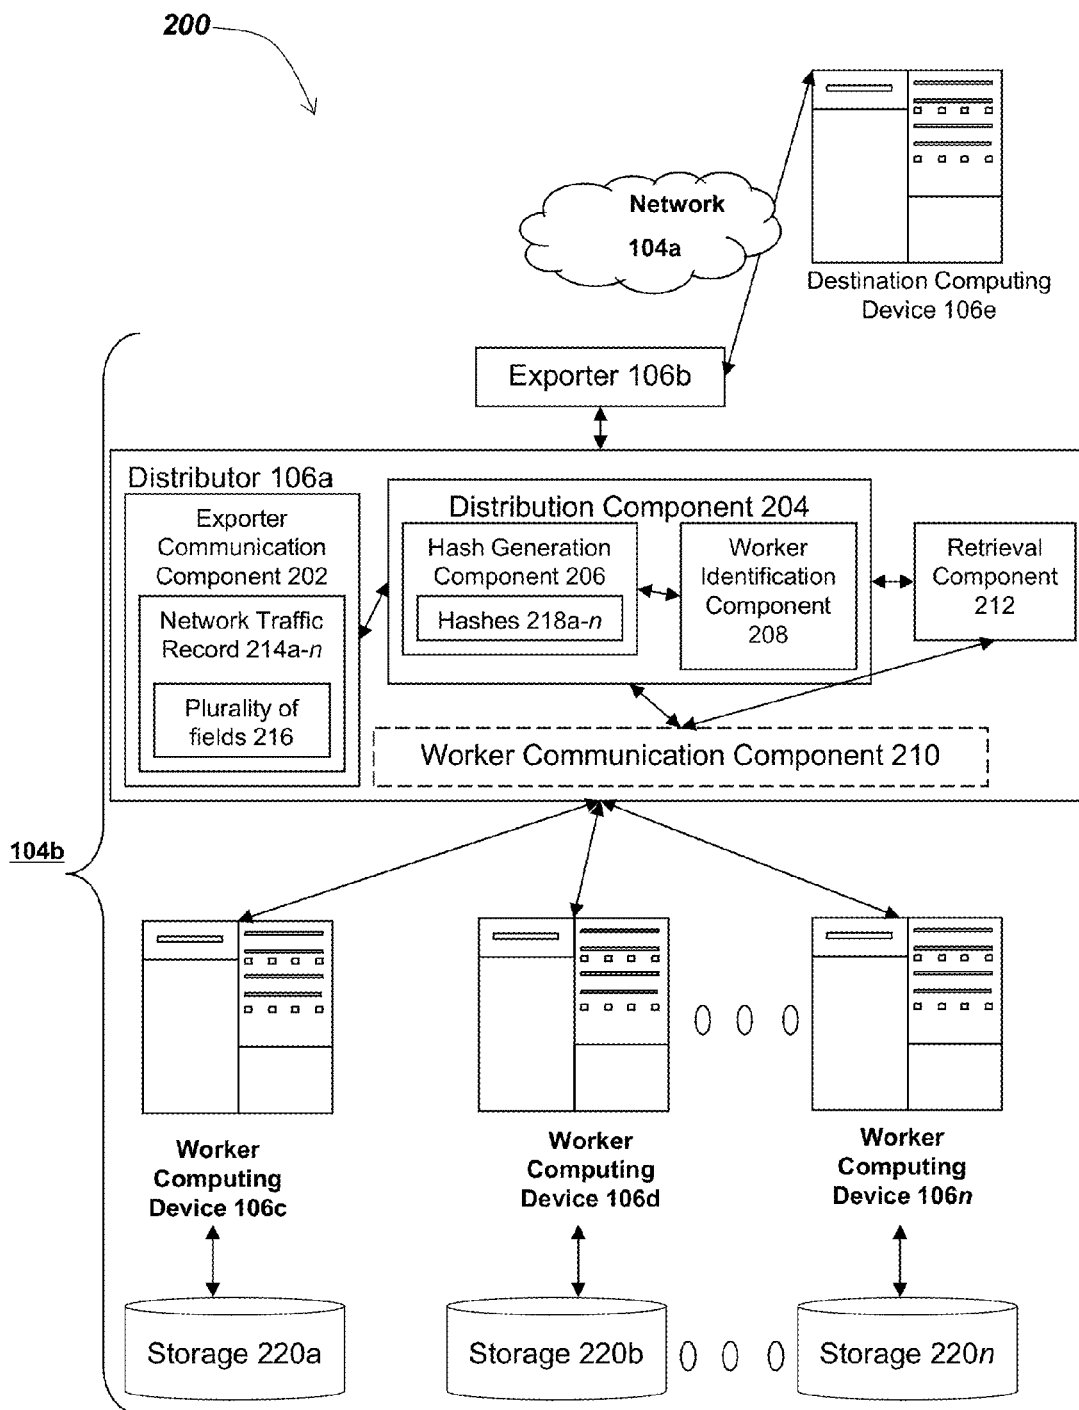 200
Network
104a
Destination Computing
Device 106e
Exporter 106b
Distributor 106a
Exporter
Communication
Component 202
Network Traffic
Record 214a-n
Plurality of
fields 216
Distribution Component 204
Hash Generation
Component 206
Hashes 218a-n
Worker
Identification
Component
208
Retrieval
Component
212
Worker Communication Component 210
104b
Worker
Computing
Device 106c
Worker
Computing
Device 106d
Worker
Computing
Device 106n
Storage 220a
Storage 220b
Storage 220n